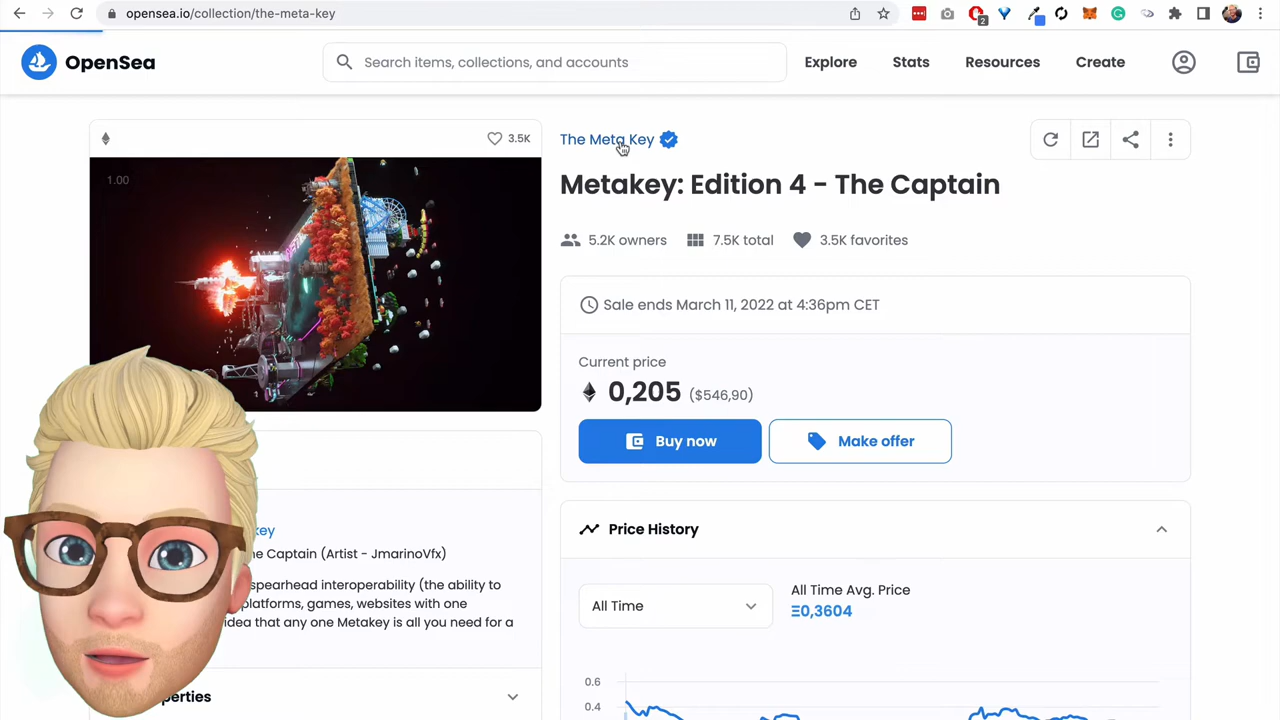 opensea.io/collection/the-meta-key
2
OpenSea
Search items, collections, and accounts
Explore
Stats
Resources
Create
3.5K
1.00
1
The Meta Key
Metakey: Edition 4 - The Captain
5.2K owners
7.5K total
3.5K favorites
Sale ends March 11, 2022 at 4:36pm CET
Current price
0,205 ($546,90)
Buy now
Make offer
Price History
All Time
All Time Avg. Price
Ξ0,3604
0.6
0.4
key
he Captain (Artist - JmarinoVfx)
spearhead interoperability (the ability to
platforms, games, websites with one
idea that any one Metakey is all you need for a
perties